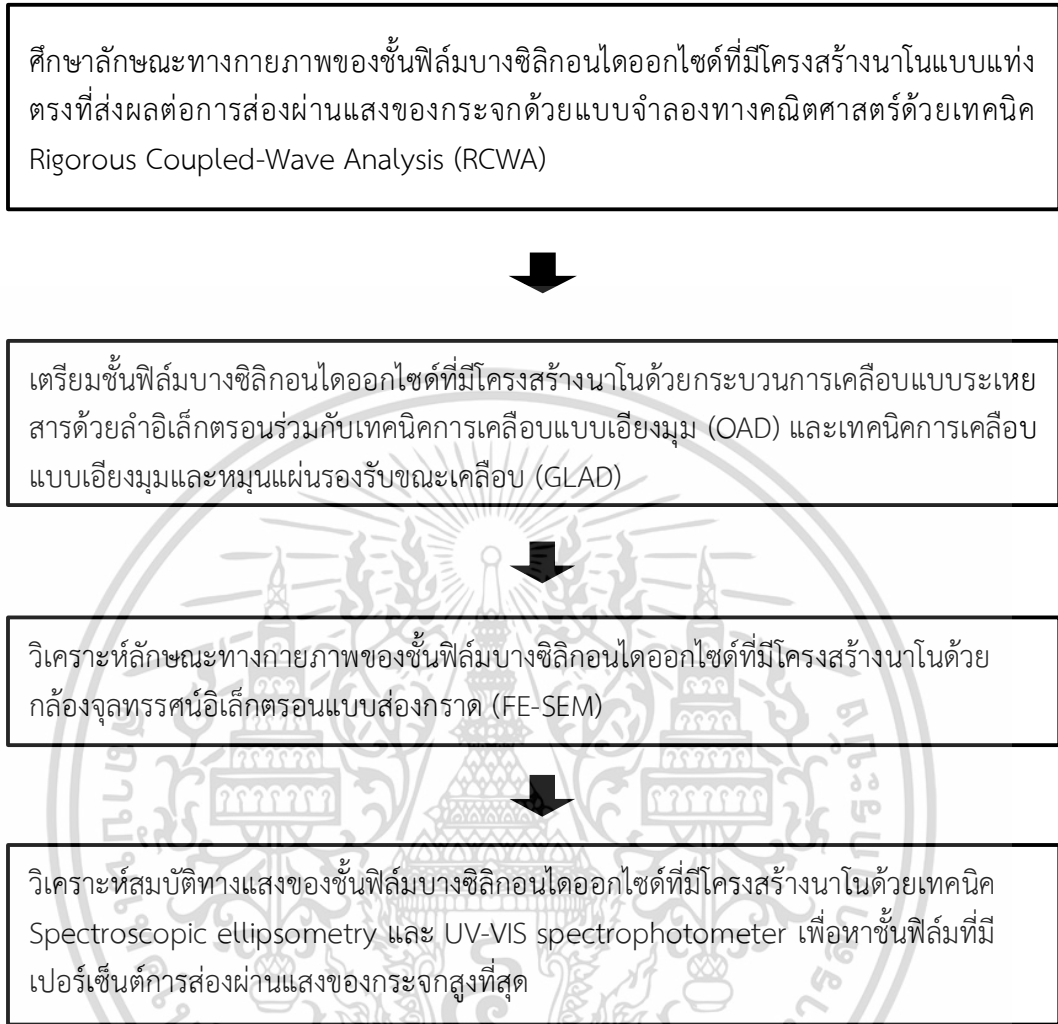 ศึกษาลักษณะทางกายภาพของชั้นฟิล์มบางซิลิกอนไดออกไซด์ที่มีโครงสร้างนาโนแบบแท่ง
ตรงที่ส่งผลต่อการส่องผ่านแสงของกระจกด้วยแบบจำลองทางคณิตศาสตร์ด้วยเทคนิค
Rigorous Coupled-Wave Analysis (RCWA)
เตรียมชั้นฟิล์มบางซิลิกอนไดออกไซด์ที่มีโครงสร้างนาโนด้วยกระบวนการเคลือบแบบระเหย
สารด้วยลำอิเล็กตรอนร่วมกับเทคนิคการเคลือบแบบเอียงมุม (OAD) และเทคนิคการเคลือบ
แบบเอียงมุมและหมุนแผ่นรองรับขณะเคลือบ (GLAD)
วิเคราะห์ลักษณะทางกายภาพของชั้นฟิล์มบางซิลิกอนไดออกไซด์ที่มีโครงสร้างนาโนด้วย
กล้องจุลทรรศน์อิเล็กตรอนแบบส่องกราด (FE-SEM)
วิเคราะห์สมบัติทางแสงของชั้นฟิล์มบางซิลิกอนไดออกไซด์ที่มีโครงสร้างนาโนด้วยเทคนิค
Spectroscopic ellipsometry และ UV-VIS spectrophotometer เพื่อหาชั้นฟิล์มที่มี
เปอร์เซ็นต์การส่องผ่านแสงของกระจกสูงที่สุด